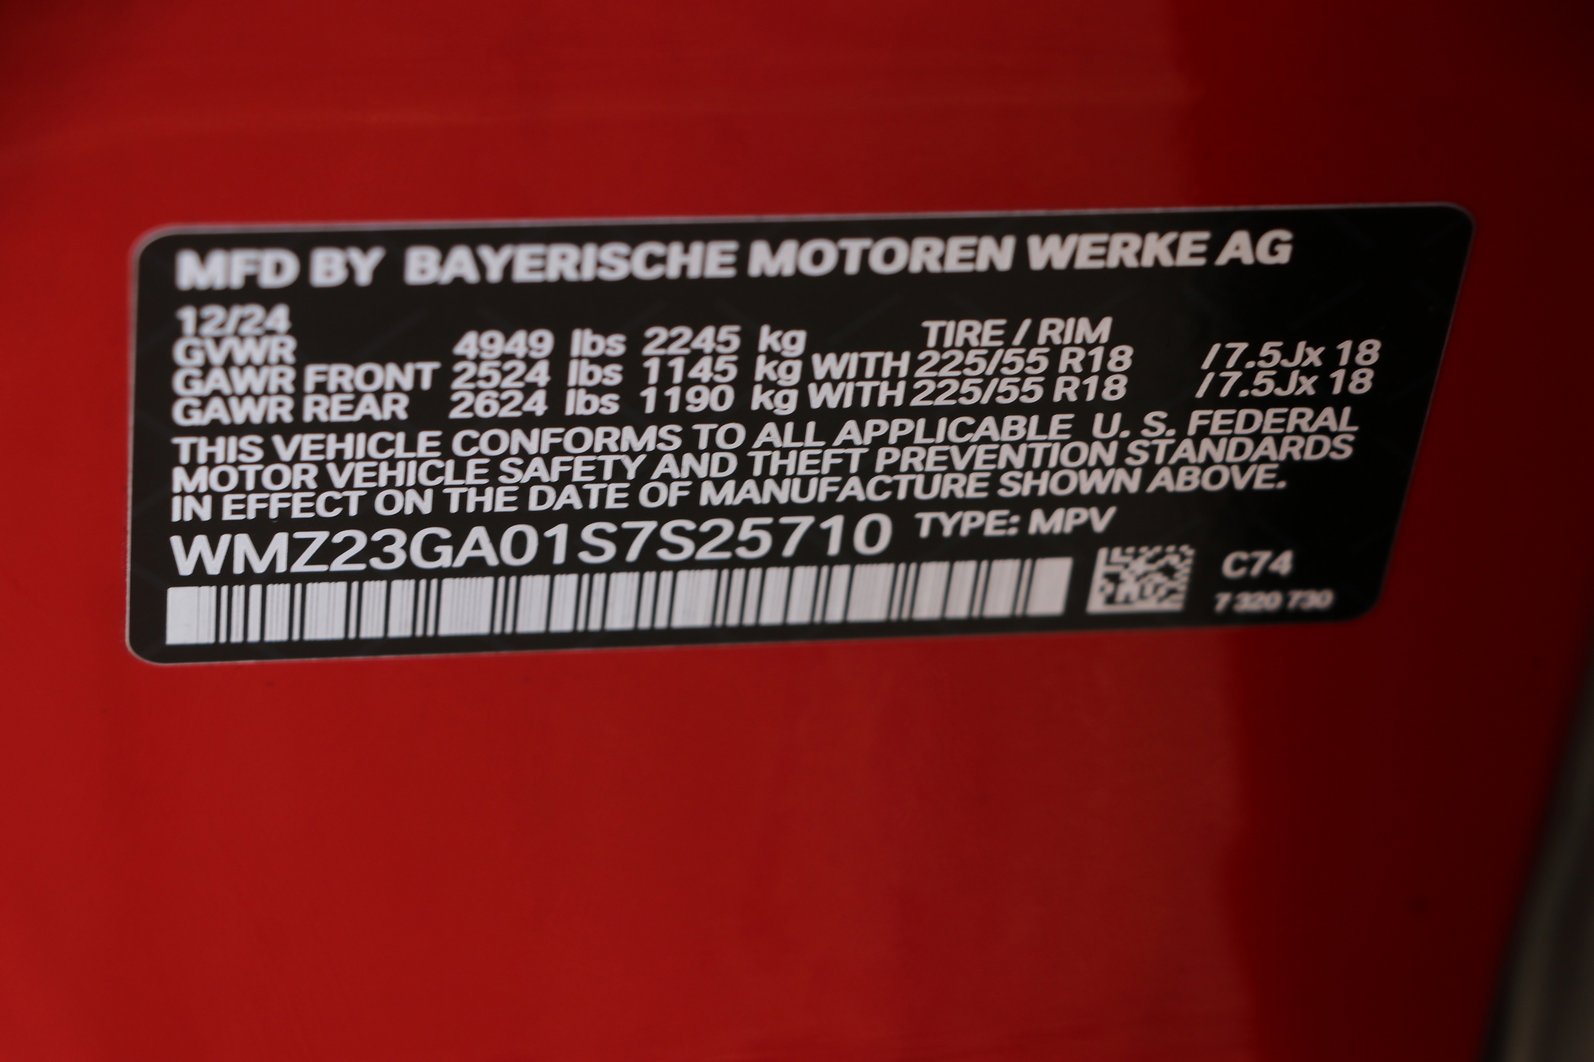 MFD BY BAYERISCHE MOTOREN WERKE AG
12/24 TIRE / RIM
GVWR 4949 lbs 2245 kg
GAWR FRONT 2524 lbs 1145 kg WITH 225/55 R18 /7.5Jx 18
GAWR REAR 2624 lbs 1190 kg WITH 225/55 R18 /7.5Jx 18
THIS VEHICLE CONFORMS TO ALL APPLICABLE U. S. FEDERAL
MOTOR VEHICLE SAFETY AND THEFT PREVENTION STANDARDS
IN EFFECT ON THE DATE OF MANUFACTURE SHOWN ABOVE.
WMZ23GA01S7S25710 TYPE: MPV
C74
7 320 730